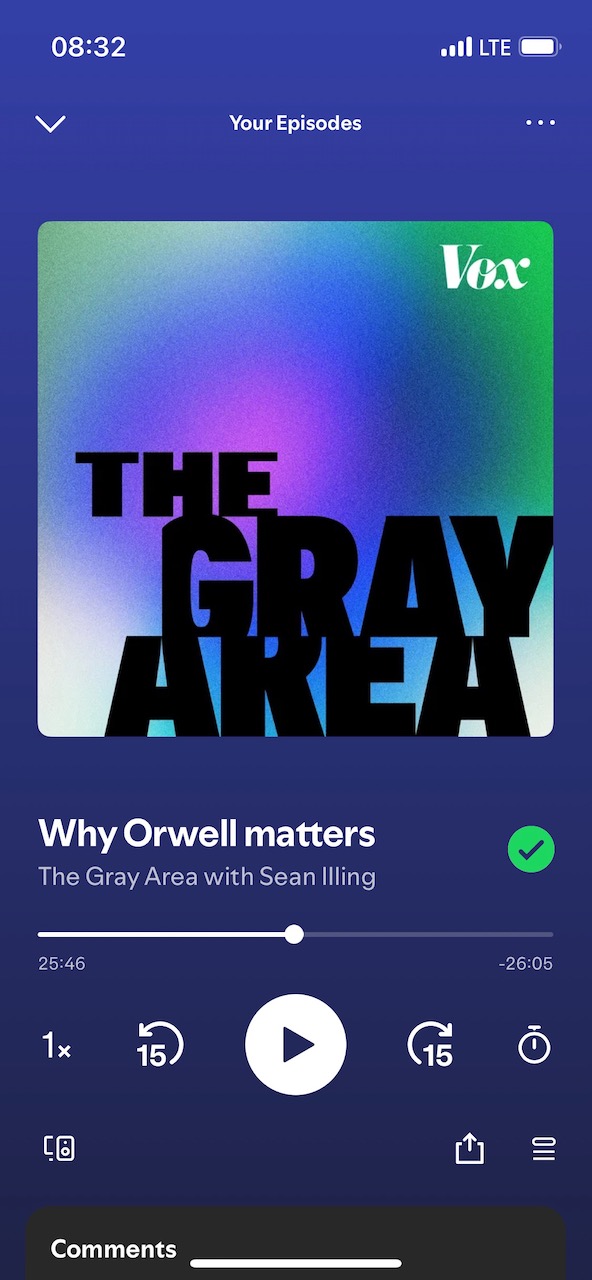 08:32
LTE
Your Episodes
Vox
THE
GRAY
AREA
Why Orwell matters
The Gray Area with Sean Illing
25:46
-26:05
1x
15
15
Comments